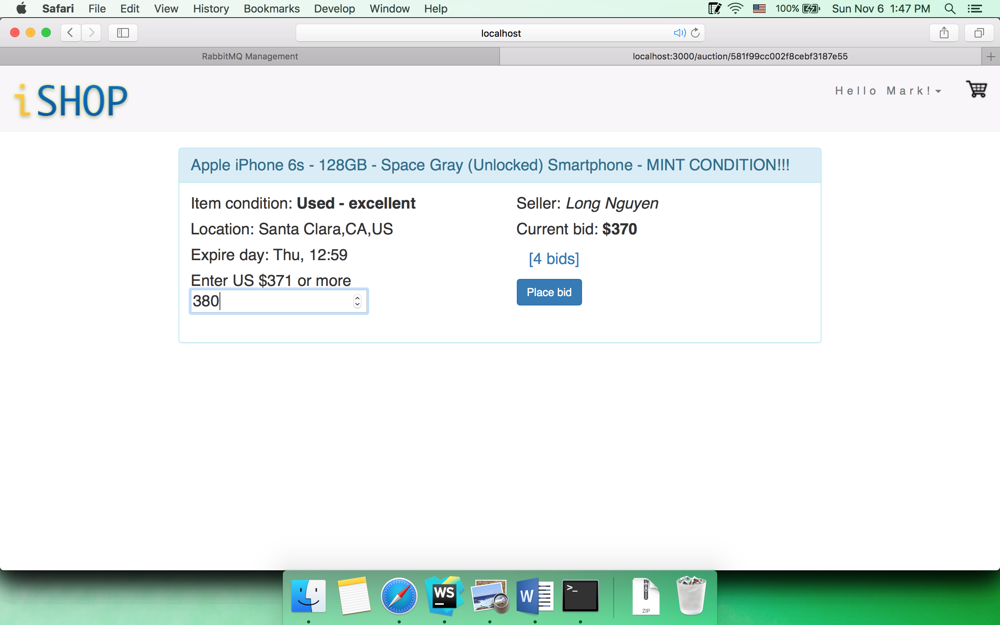 Safari File Edit View History Bookmarks Develop Window Help 100% Sun Nov 6 1:47 PM
localhost
RabbitMQ Management localhost:3000/auction/581f99cc002f8cebf3187e55
iSHOP Hello Mark!
Apple iPhone 6s - 128GB - Space Gray (Unlocked) Smartphone - MINT CONDITION!!!
Item condition: Used - excellent
Location: Santa Clara,CA,US
Expire day: Thu, 12:59
Enter US $371 or more
380
Seller: Long Nguyen
Current bid: $370
[4 bids]
Place bid
WS
W
>_
ZIP